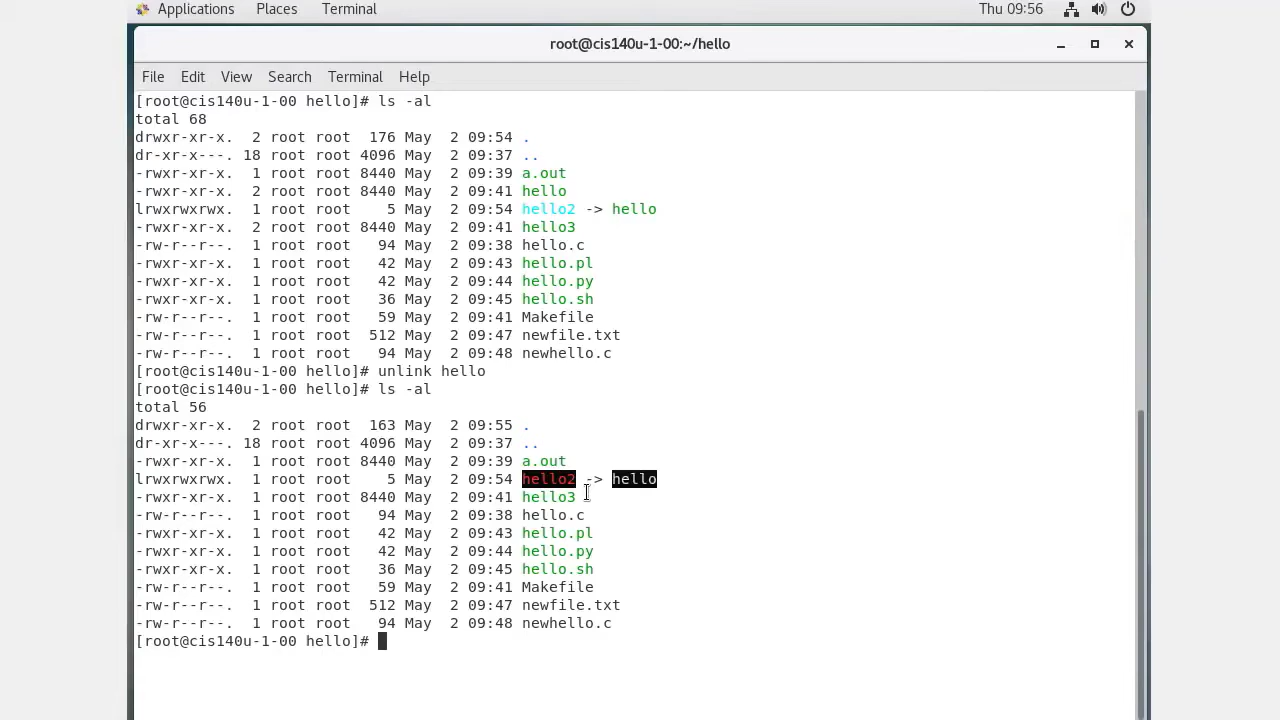 Applications Places Terminal Thu 09:56
root@cis140u-1-00:~/hello
File Edit View Search Terminal Help
[root@cis140u-1-00 hello]# ls -al
total 68
drwxr-xr-x. 2 root root 176 May 2 09:54 .
dr-xr-x---. 18 root root 4096 May 2 09:37 ..
-rwxr-xr-x. 1 root root 8440 May 2 09:39 a.out
-rwxr-xr-x. 2 root root 8440 May 2 09:41 hello
lrwxrwxrwx. 1 root root 5 May 2 09:54 hello2 -> hello
-rwxr-xr-x. 2 root root 8440 May 2 09:41 hello3
-rw-r--r--. 1 root root 94 May 2 09:38 hello.c
-rwxr-xr-x. 1 root root 42 May 2 09:43 hello.pl
-rwxr-xr-x. 1 root root 42 May 2 09:44 hello.py
-rwxr-xr-x. 1 root root 36 May 2 09:45 hello.sh
-rw-r--r--. 1 root root 59 May 2 09:41 Makefile
-rw-r--r--. 1 root root 512 May 2 09:47 newfile.txt
-rw-r--r--. 1 root root 94 May 2 09:48 newhello.c
[root@cis140u-1-00 hello]# unlink hello
[root@cis140u-1-00 hello]# ls -al
total 56
drwxr-xr-x. 2 root root 163 May 2 09:55 .
dr-xr-x---. 18 root root 4096 May 2 09:37 ..
-rwxr-xr-x. 1 root root 8440 May 2 09:39 a.out
lrwxrwxrwx. 1 root root 5 May 2 09:54 hello2 -> hello
-rwxr-xr-x. 1 root root 8440 May 2 09:41 hello3
-rw-r--r--. 1 root root 94 May 2 09:38 hello.c
-rwxr-xr-x. 1 root root 42 May 2 09:43 hello.pl
-rwxr-xr-x. 1 root root 42 May 2 09:44 hello.py
-rwxr-xr-x. 1 root root 36 May 2 09:45 hello.sh
-rw-r--r--. 1 root root 59 May 2 09:41 Makefile
-rw-r--r--. 1 root root 512 May 2 09:47 newfile.txt
-rw-r--r--. 1 root root 94 May 2 09:48 newhello.c
[root@cis140u-1-00 hello]#